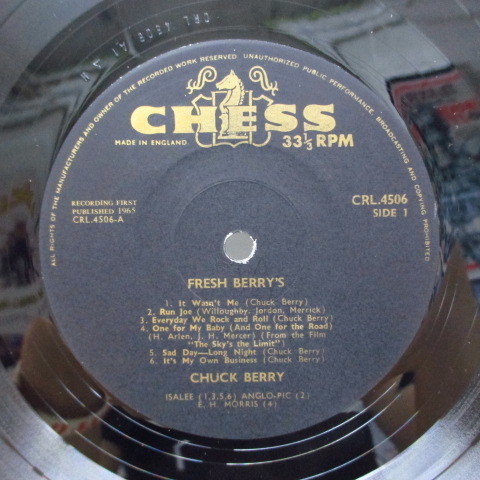 ALL RIGHTS OF THE MANUFACTURERS AND OWNER OF THE RECORDED WORK RESERVED. UNAUTHORIZED PUBLIC PERFORMANCE, BROADCASTING AND COPYING PROHIBITED.
CHESS
MADE IN ENGLAND
33⅓ RPM
RECORDING FIRST
PUBLISHED 1965
CRL.4506-A
CRL.4506
SIDE 1
FRESH BERRY'S
1. It Wasn't Me (Chuck Berry)
2. Run Joe (Willoughby, Jordon, Merrick)
3. Everyday We Rock and Roll (Chuck Berry)
4. One for My Baby (And One for the Road)
(H. Arlen, J. H. Mercer) (From the Film
"The Sky's the Limit")
5. Sad Day—Long Night (Chuck Berry)
6. It's My Own Business (Chuck Berry)
CHUCK BERRY
ISALEE (1,3,5,6) ANGLO-PIC (2)
E. H. MORRIS (4)